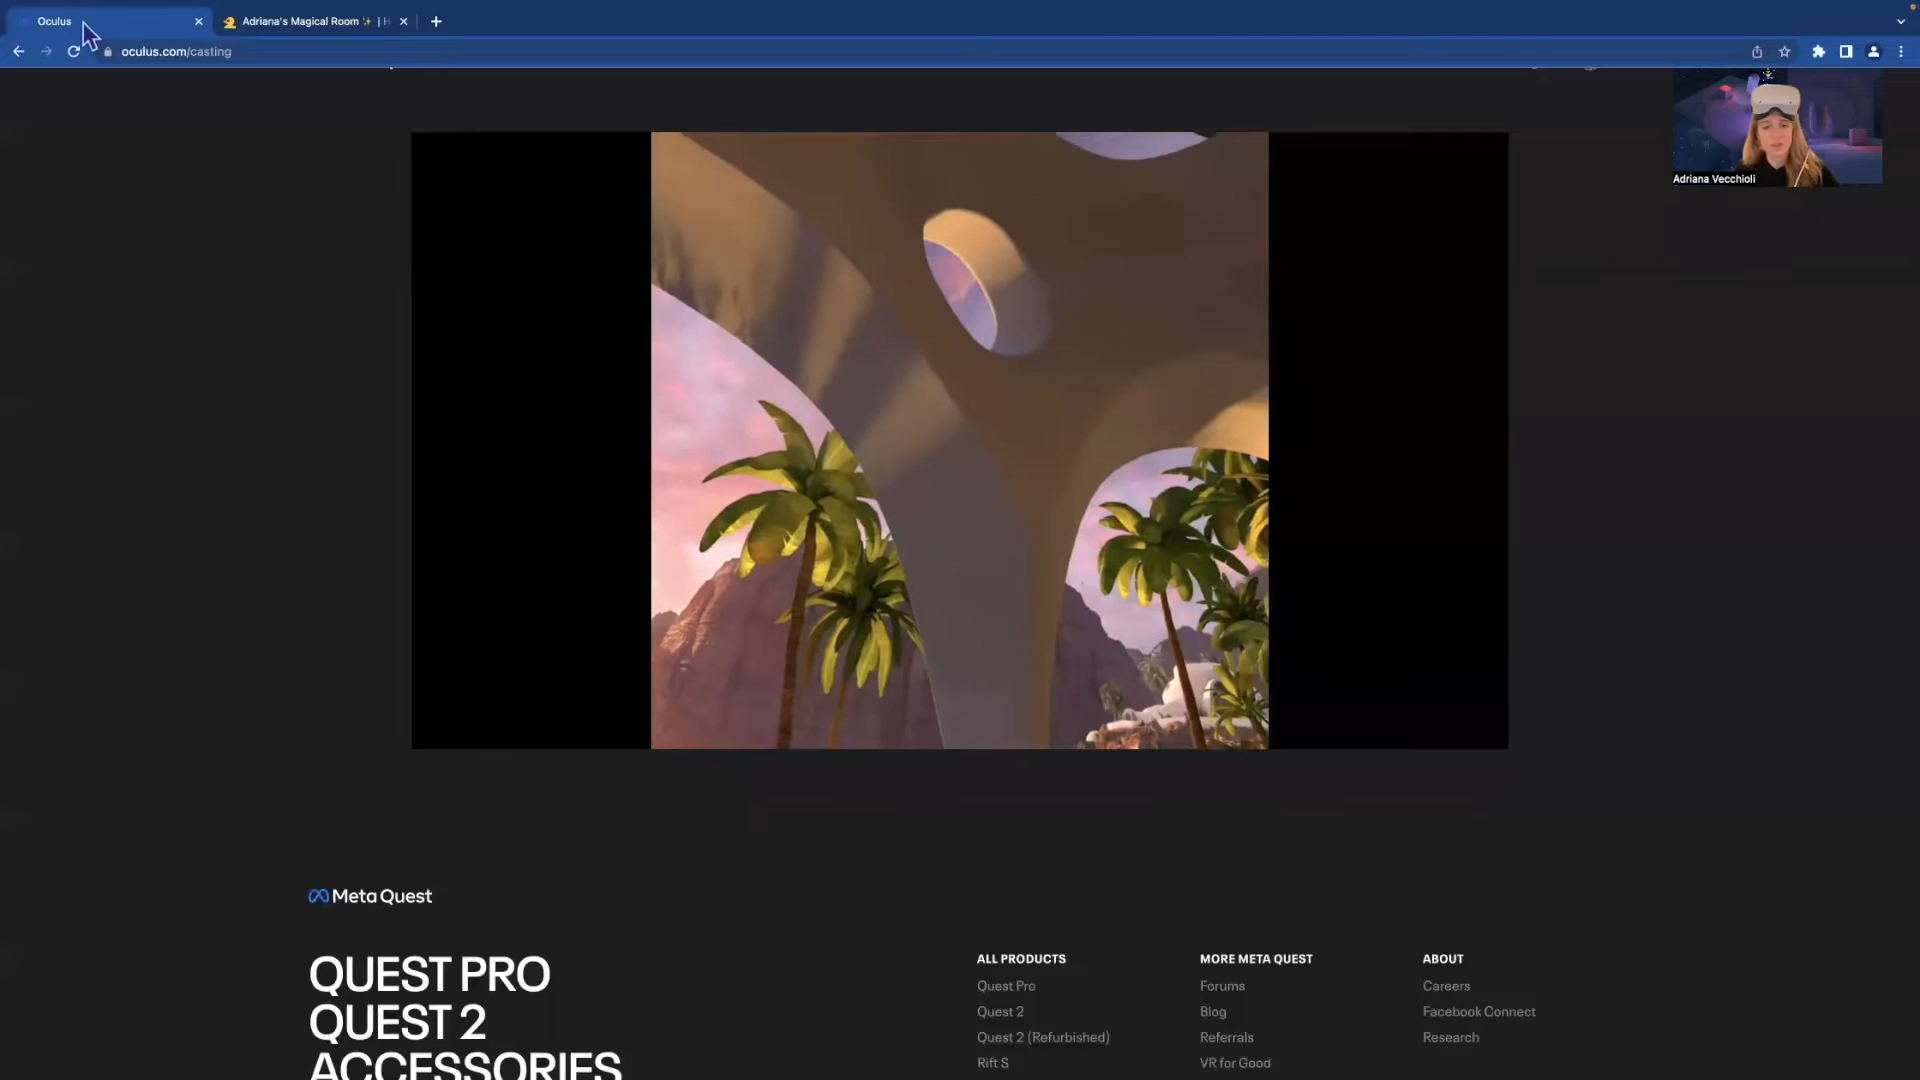 Oculus
Adriana's Magical Room ✨ | H
oculus.com/casting
Adriana Vecchioli
Meta Quest
QUEST PRO
QUEST 2
ACCESSORIES
ALL PRODUCTS
Quest Pro
Quest 2
Quest 2 (Refurbished)
Rift S
MORE META QUEST
Forums
Blog
Referrals
VR for Good
ABOUT
Careers
Facebook Connect
Research